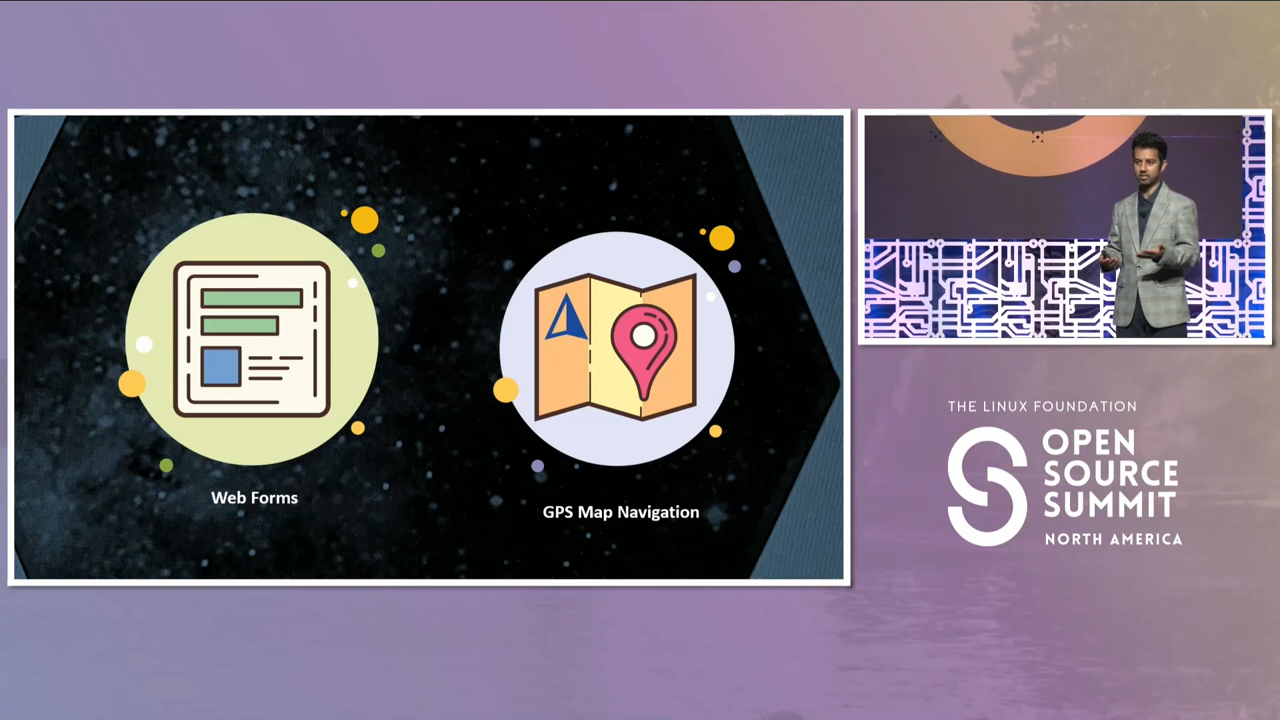 Web Forms
GPS Map Navigation
THE LINUX FOUNDATION
OPEN
SOURCE
SUMMIT
NORTH AMERICA